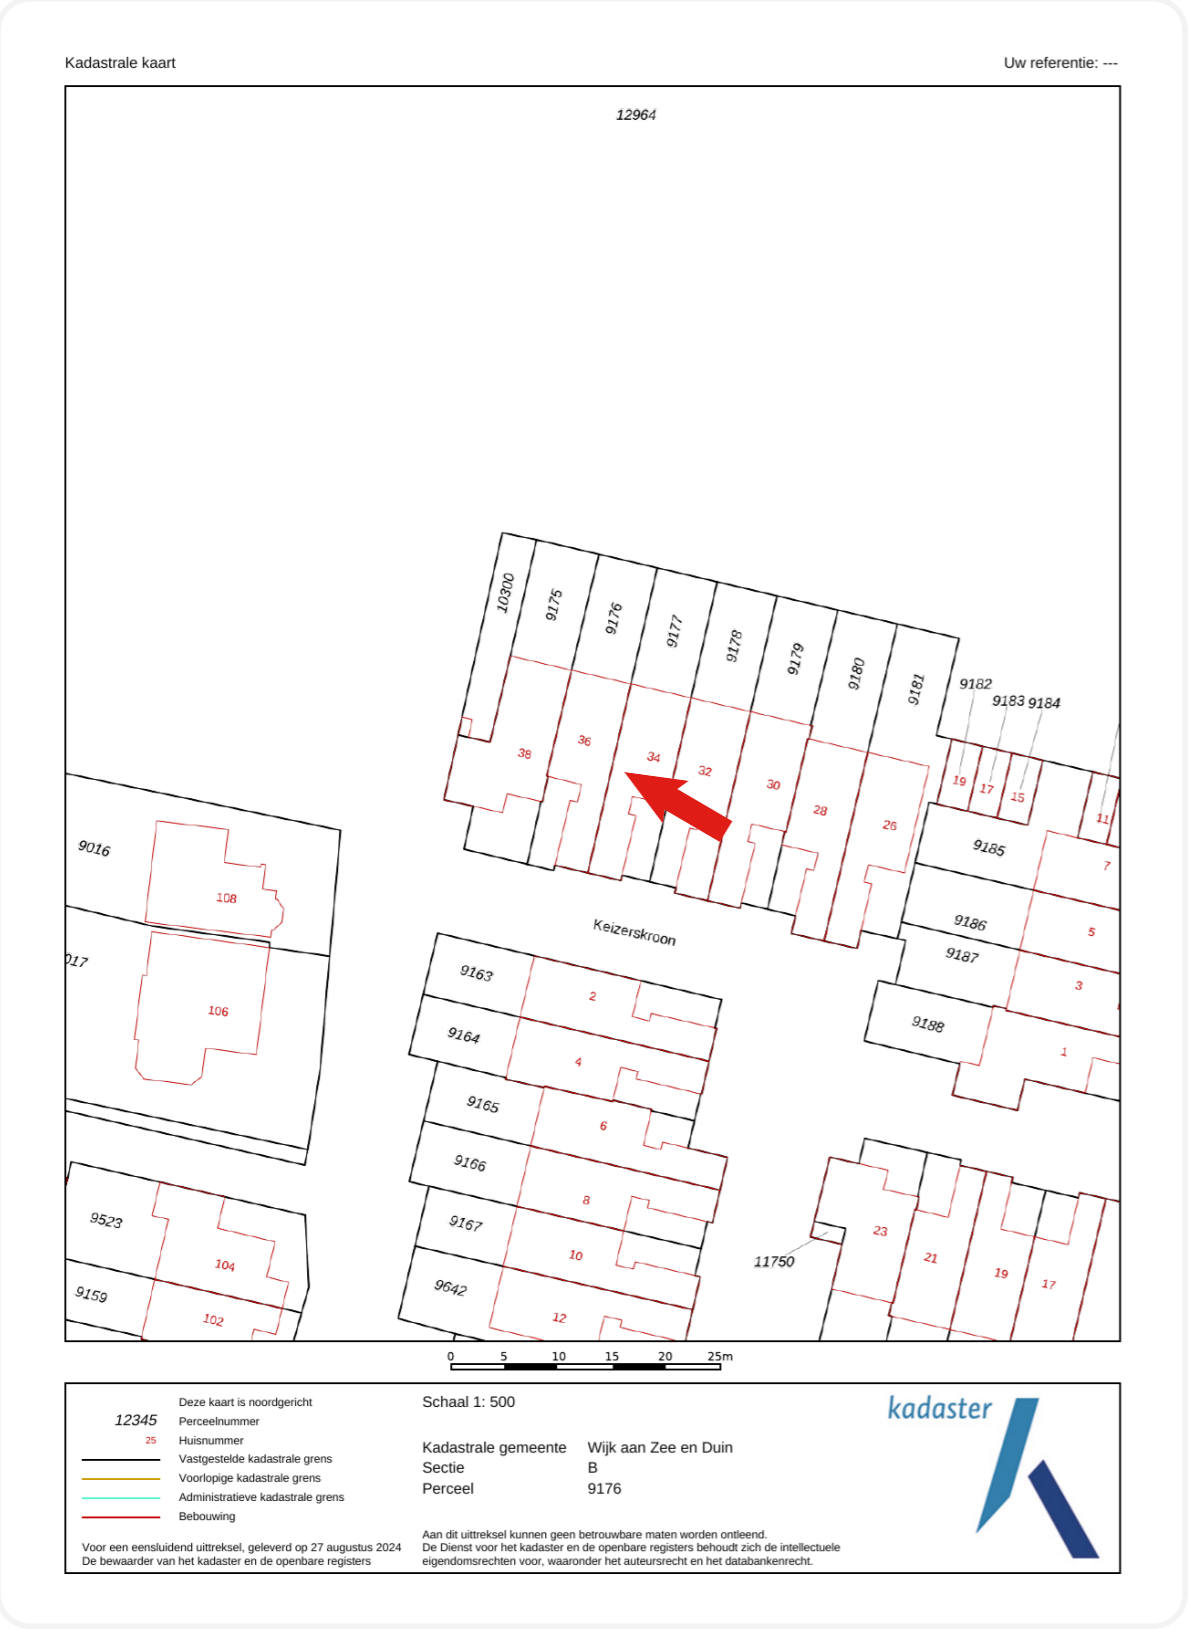 Kadastrale kaart
Uw referentie: ---
12964
10300
9175
9176
9177
9178
9179
9180
9181
9182
9183
9184
38
36
34
32
30
28
26
19
17
15
11
9185
7
9186
5
9187
3
9188
1
9016
108
017
106
Keizerskroon
9163
2
9164
4
9165
6
9166
8
9167
10
9642
12
9523
104
9159
102
11750
23
21
19
17
0 5 10 15 20 25m
Deze kaart is noordgericht
12345 Perceelnummer
25 Huisnummer
Vastgestelde kadastrale grens
Voorlopige kadastrale grens
Administratieve kadastrale grens
Bebouwing
Voor een eensluidend uittreksel, geleverd op 27 augustus 2024
De bewaarder van het kadaster en de openbare registers
Schaal 1: 500
Kadastrale gemeente Wijk aan Zee en Duin
Sectie B
Perceel 9176
Aan dit uittreksel kunnen geen betrouwbare maten worden ontleend.
De Dienst voor het kadaster en de openbare registers behoudt zich de intellectuele
eigendomsrechten voor, waaronder het auteursrecht en het databankenrecht.
kadaster